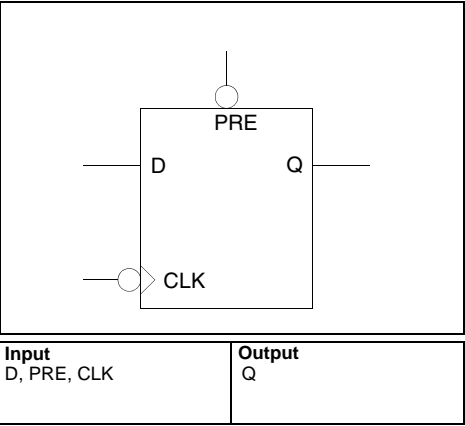 PRE
D Q
CLK
Input Output
D, PRE, CLK Q